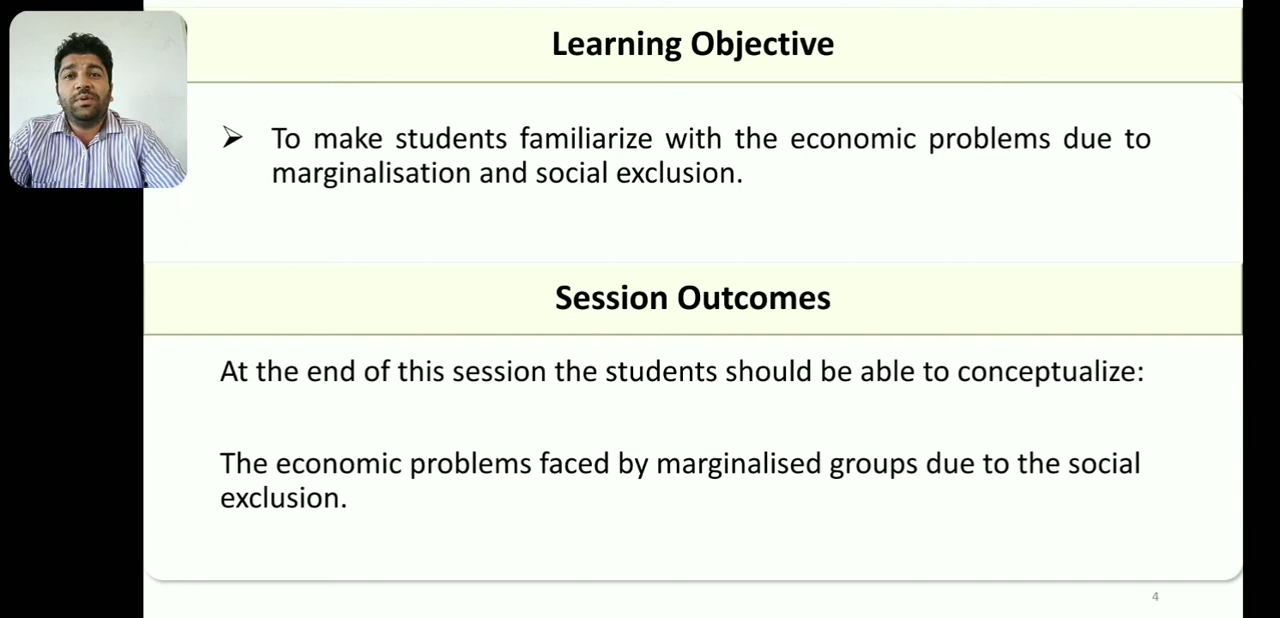 Learning Objective
➢ To make students familiarize with the economic problems due to
marginalisation and social exclusion.
Session Outcomes
At the end of this session the students should be able to conceptualize:
The economic problems faced by marginalised groups due to the social
exclusion.
4